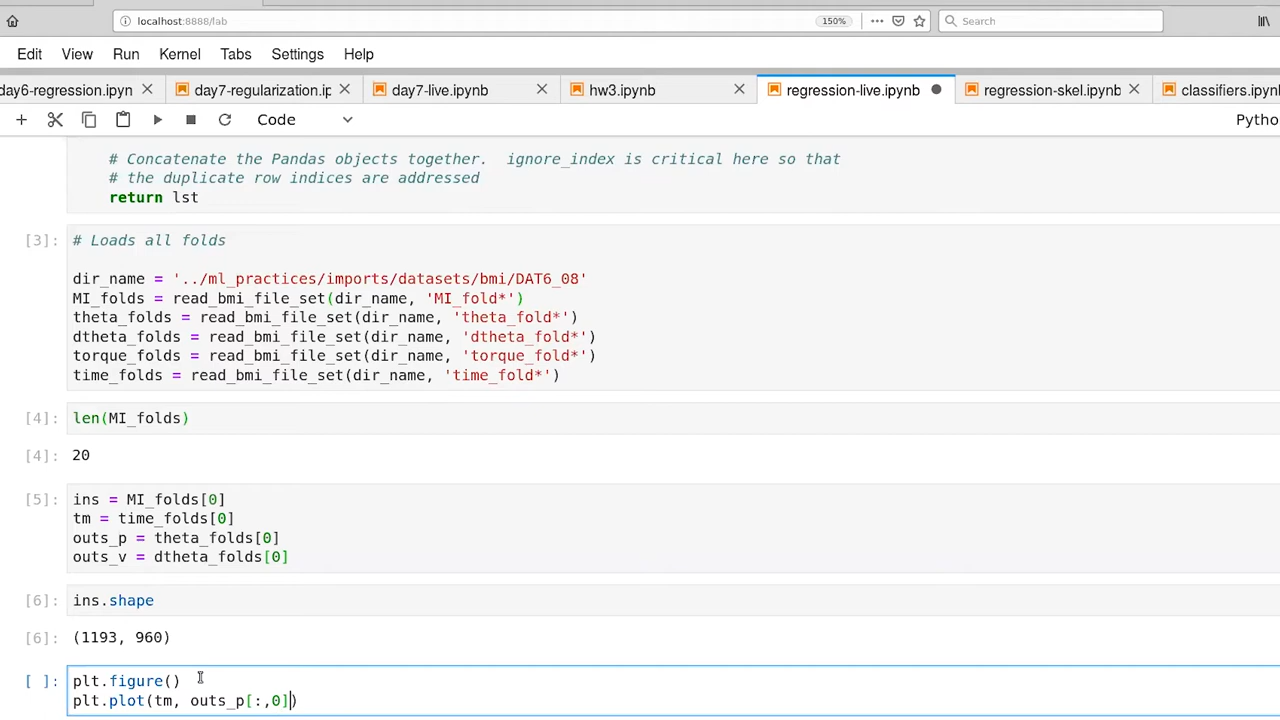 localhost:8888/lab
150%
Search
Edit View Run Kernel Tabs Settings Help
day6-regression.ipyn day7-regularization.ip day7-live.ipynb hw3.ipynb regression-live.ipynb regression-skel.ipynb classifiers.ipynb
Code Pytho
# Concatenate the Pandas objects together.  ignore_index is critical here so that
# the duplicate row indices are addressed
return lst
[3]: # Loads all folds
dir_name = '../ml_practices/imports/datasets/bmi/DAT6_08'
MI_folds = read_bmi_file_set(dir_name, 'MI_fold*')
theta_folds = read_bmi_file_set(dir_name, 'theta_fold*')
dtheta_folds = read_bmi_file_set(dir_name, 'dtheta_fold*')
torque_folds = read_bmi_file_set(dir_name, 'torque_fold*')
time_folds = read_bmi_file_set(dir_name, 'time_fold*')
[4]: len(MI_folds)
[4]: 20
[5]: ins = MI_folds[0]
tm = time_folds[0]
outs_p = theta_folds[0]
outs_v = dtheta_folds[0]
[6]: ins.shape
[6]: (1193, 960)
[ ]: plt.figure()
plt.plot(tm, outs_p[:,0])